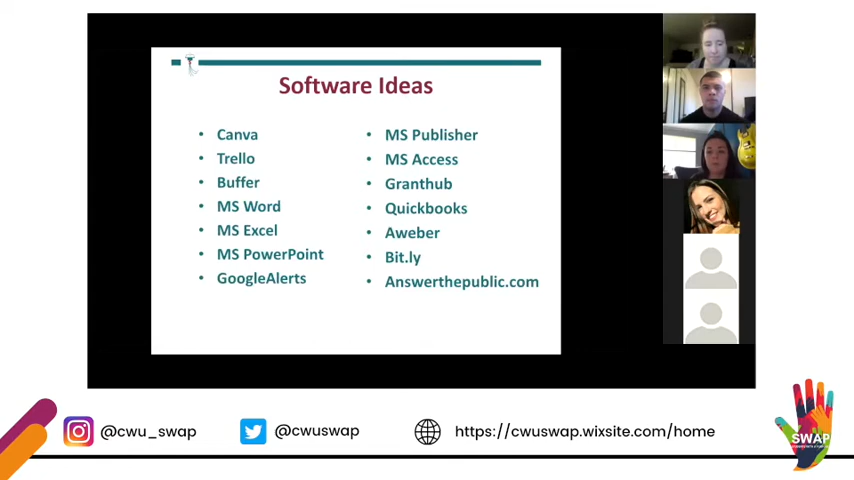 Software Ideas
• Canva
• Trello
• Buffer
• MS Word
• MS Excel
• MS PowerPoint
• GoogleAlerts
• MS Publisher
• MS Access
• Granthub
• Quickbooks
• Aweber
• Bit.ly
• Answerthepublic.com
@cwu_swap
@cwuswap
https://cwuswap.wixsite.com/home
SWAP